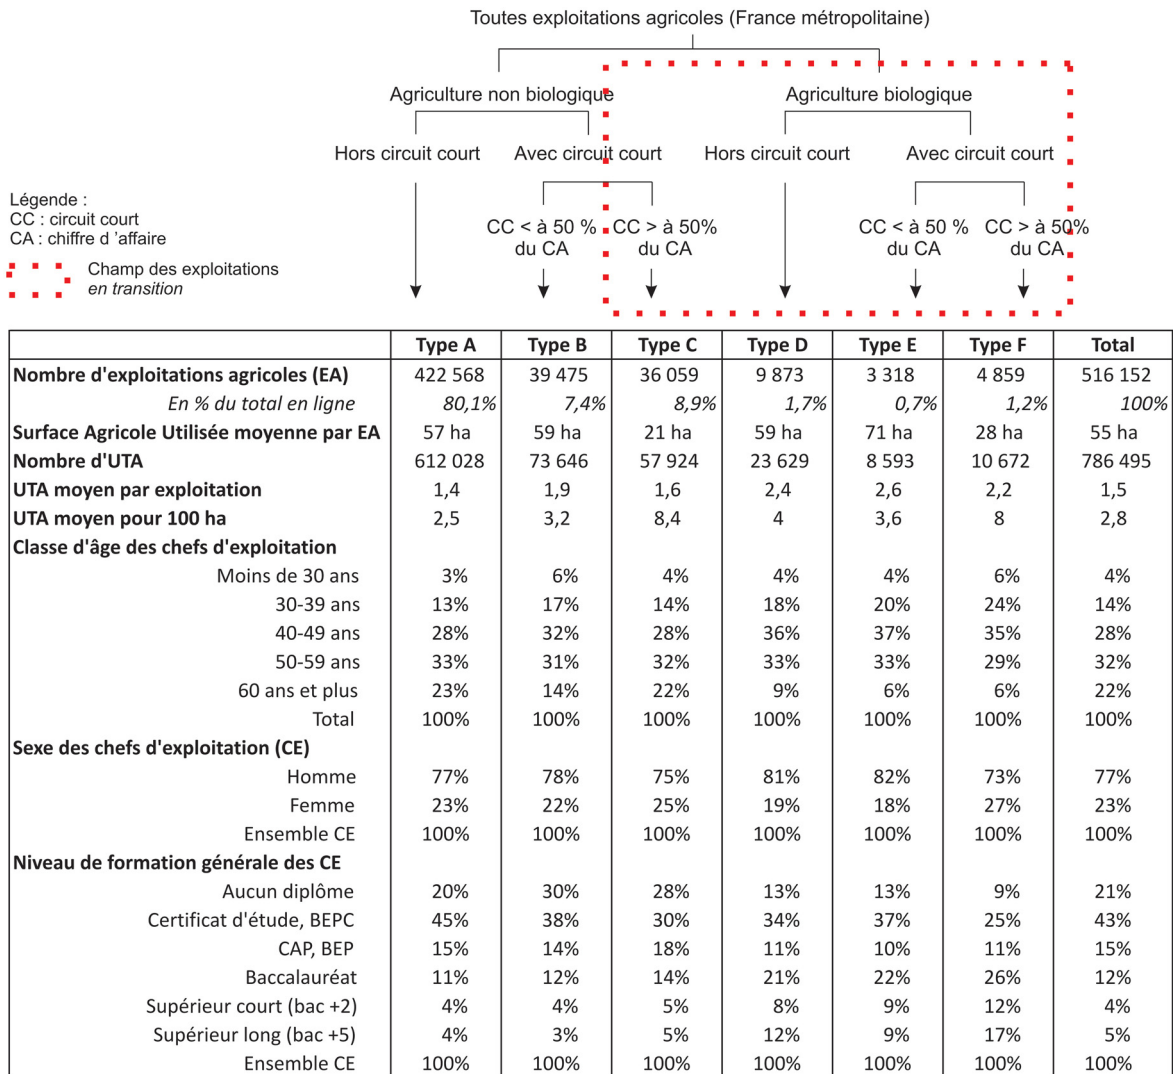 Toutes exploitations agricoles (France métropolitaine)
Agriculture non biologique Agriculture biologique
Hors circuit court Avec circuit court Hors circuit court Avec circuit court
Légende :
CC : circuit court
CA : chiffre d 'affaire
Champ des exploitations
en transition
CC < à 50 % CC > à 50% CC < à 50 % CC > à 50%
du CA du CA du CA du CA
Type A Type B Type C Type D Type E Type F Total
Nombre d'exploitations agricoles (EA) 422 568 39 475 36 059 9 873 3 318 4 859 516 152
En % du total en ligne 80,1% 7,4% 8,9% 1,7% 0,7% 1,2% 100%
Surface Agricole Utilisée moyenne par EA 57 ha 59 ha 21 ha 59 ha 71 ha 28 ha 55 ha
Nombre d'UTA 612 028 73 646 57 924 23 629 8 593 10 672 786 495
UTA moyen par exploitation 1,4 1,9 1,6 2,4 2,6 2,2 1,5
UTA moyen pour 100 ha 2,5 3,2 8,4 4 3,6 8 2,8
Classe d'âge des chefs d'exploitation
Moins de 30 ans 3% 6% 4% 4% 4% 6% 4%
30-39 ans 13% 17% 14% 18% 20% 24% 14%
40-49 ans 28% 32% 28% 36% 37% 35% 28%
50-59 ans 33% 31% 32% 33% 33% 29% 32%
60 ans et plus 23% 14% 22% 9% 6% 6% 22%
Total 100% 100% 100% 100% 100% 100% 100%
Sexe des chefs d'exploitation (CE)
Homme 77% 78% 75% 81% 82% 73% 77%
Femme 23% 22% 25% 19% 18% 27% 23%
Ensemble CE 100% 100% 100% 100% 100% 100% 100%
Niveau de formation générale des CE
Aucun diplôme 20% 30% 28% 13% 13% 9% 21%
Certificat d'étude, BEPC 45% 38% 30% 34% 37% 25% 43%
CAP, BEP 15% 14% 18% 11% 10% 11% 15%
Baccalauréat 11% 12% 14% 21% 22% 26% 12%
Supérieur court (bac +2) 4% 4% 5% 8% 9% 12% 4%
Supérieur long (bac +5) 4% 3% 5% 12% 9% 17% 5%
Ensemble CE 100% 100% 100% 100% 100% 100% 100%